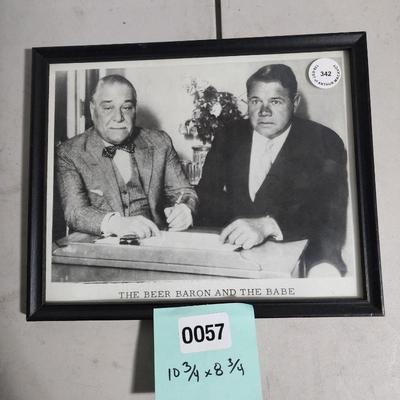 342
THE BEER BARON AND THE BABE
0057
10 3/4 x 8 3/4